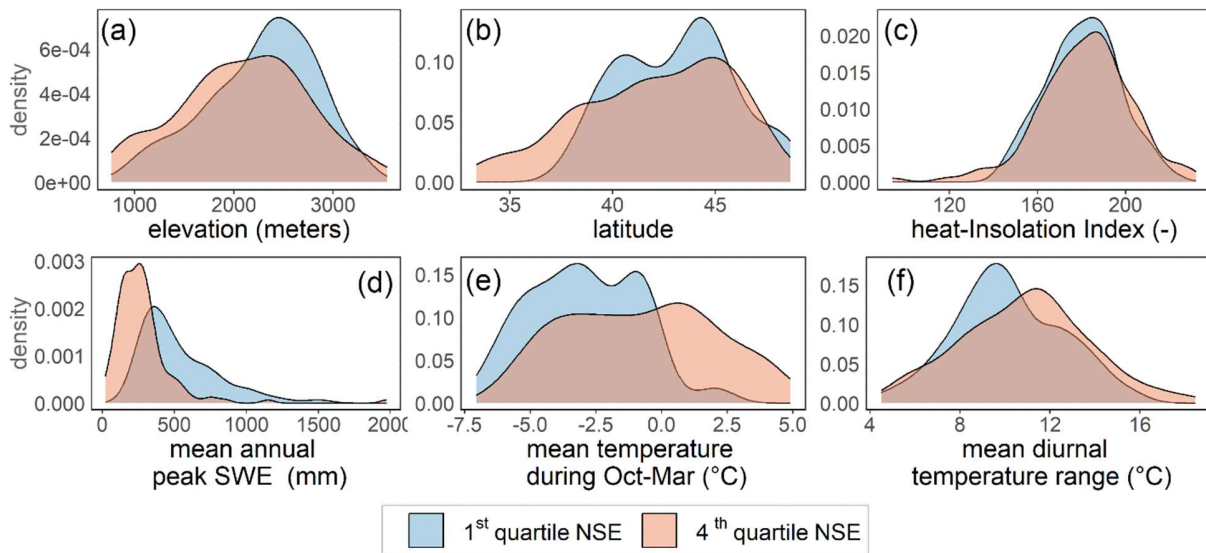 (a)
6e-04
4e-04
2e-04
0e+00
density
1000 2000 3000
elevation (meters)
(b)
0.10
0.05
0.00
35 40 45
latitude
(c)
0.020
0.015
0.010
0.005
0.000
120 160 200
heat-Insolation Index (-)
(d)
0.003
0.002
0.001
0.000
density
0 500 1000 1500 2000
mean annual
peak SWE (mm)
(e)
0.15
0.10
0.05
0.00
-7.5 -5.0 -2.5 0.0 2.5 5.0
mean temperature
during Oct-Mar (°C)
(f)
0.15
0.10
0.05
0.00
4 8 12 16
mean diurnal
temperature range (°C)
1st quartile NSE 4th quartile NSE